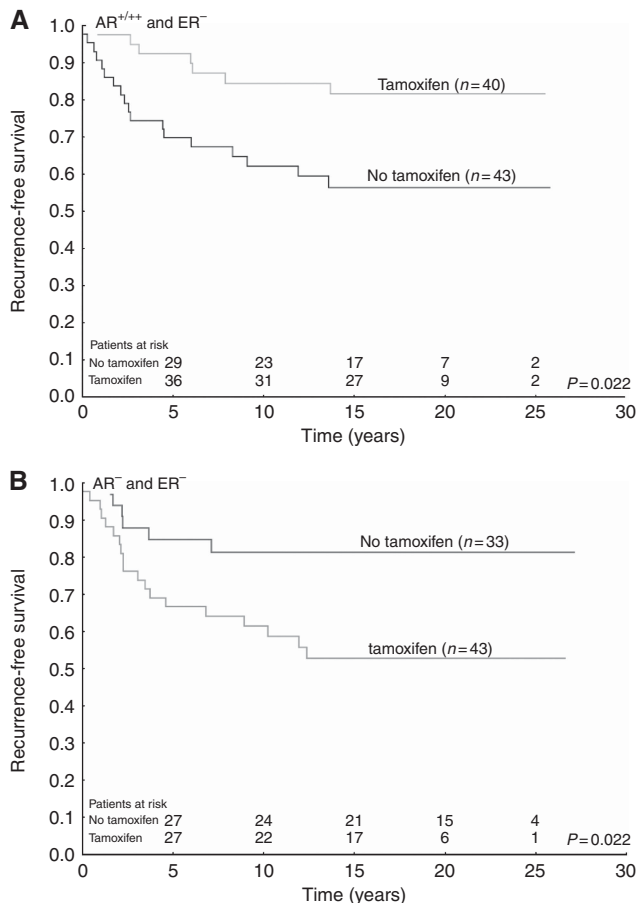 A
AR+/++ and ER−
1.0
0.9
0.8
0.7
0.6
0.5
0.4
0.3
0.2
0.1
0.0
Recurrence-free survival
Tamoxifen (n=40)
No tamoxifen (n=43)
Patients at risk
No tamoxifen 29 23 17 7 2
Tamoxifen 36 31 27 9 2
P=0.022
0 5 10 15 20 25 30
Time (years)
B
AR− and ER−
1.0
0.9
0.8
0.7
0.6
0.5
0.4
0.3
0.2
0.1
0.0
Recurrence-free survival
No tamoxifen (n=33)
tamoxifen (n=43)
Patients at risk
No tamoxifen 27 24 21 15 4
Tamoxifen 27 22 17 6 1
P=0.022
0 5 10 15 20 25 30
Time (years)